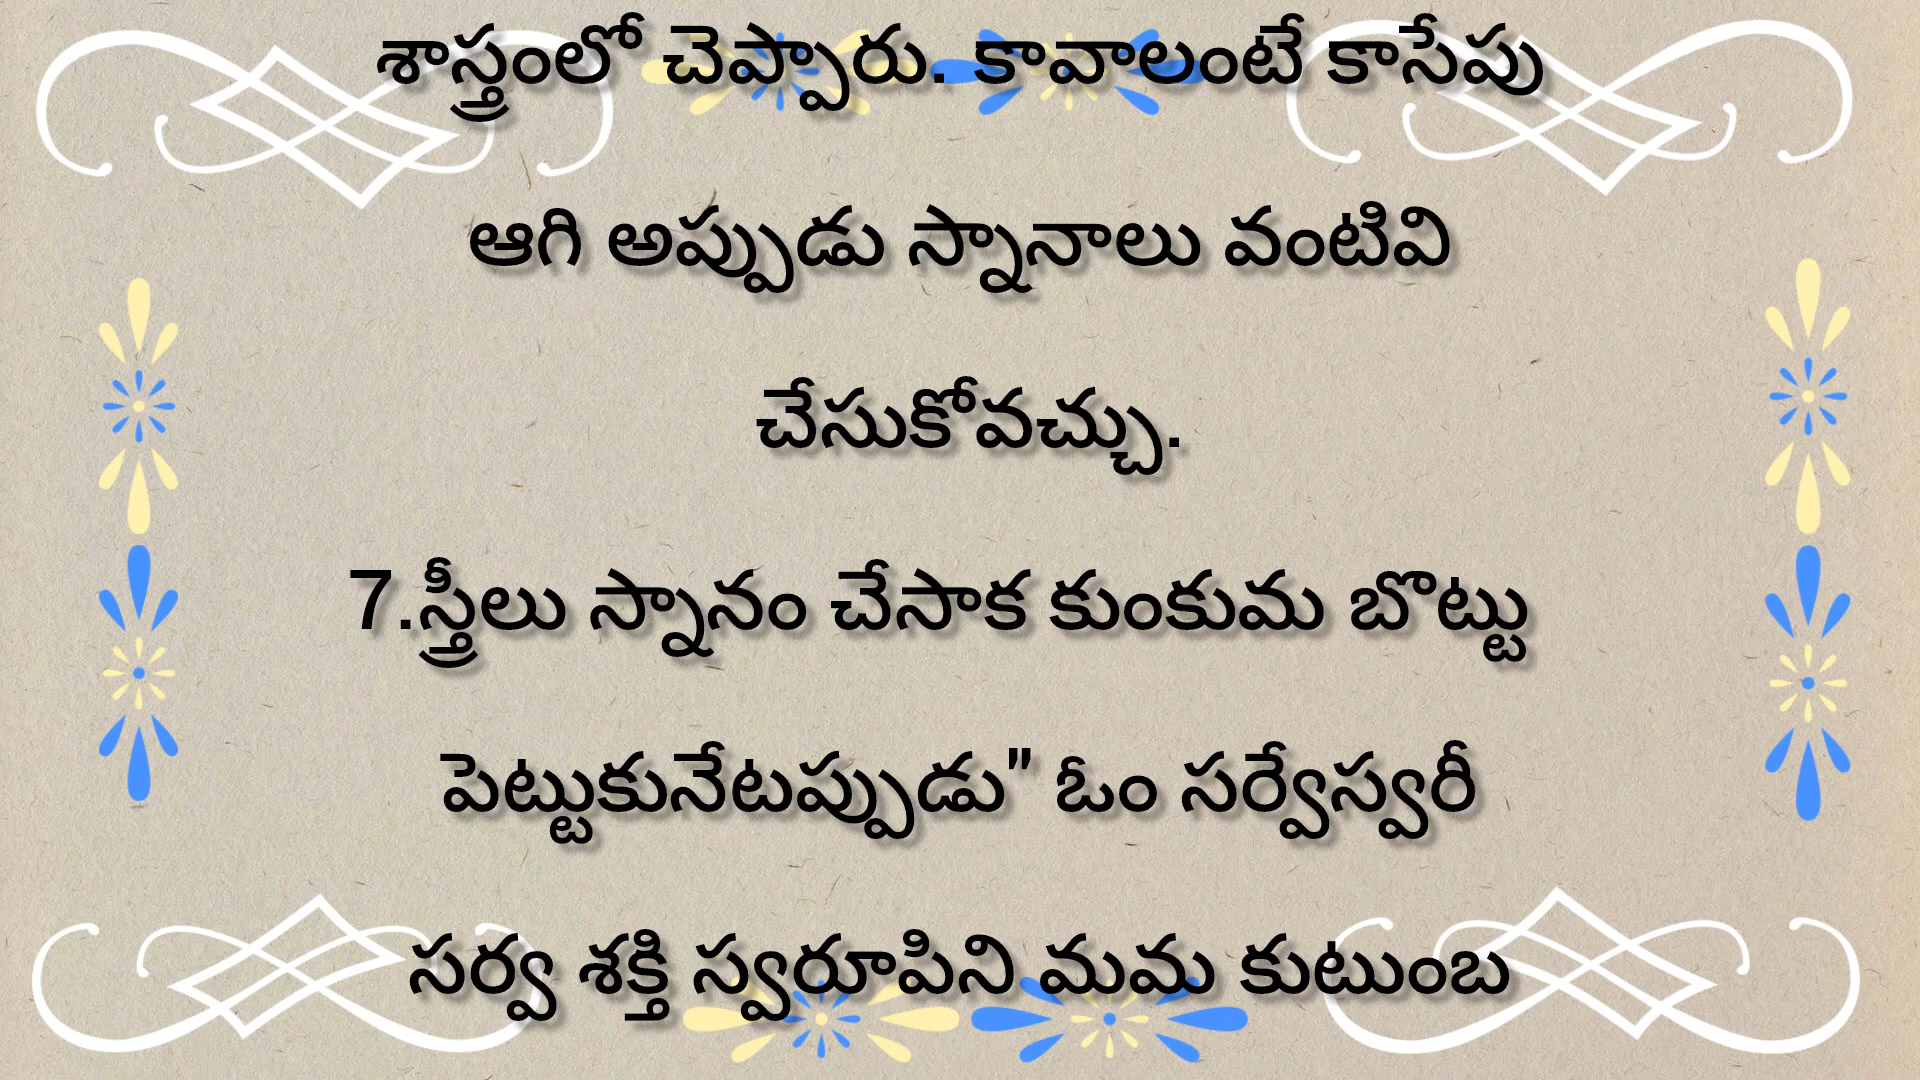 శాస్త్రంలో చెప్పారు. కావాలంటే కాసేపు
ఆగి అప్పుడు స్నానాలు వంటివి
చేసుకోవచ్చు.
7.స్త్రీలు స్నానం చేసాక కుంకుమ బొట్టు
పెట్టుకునేటప్పుడు" ఓం సర్వేస్వరీ
సర్వ శక్తి స్వరూపిని మమ కుటుంబ